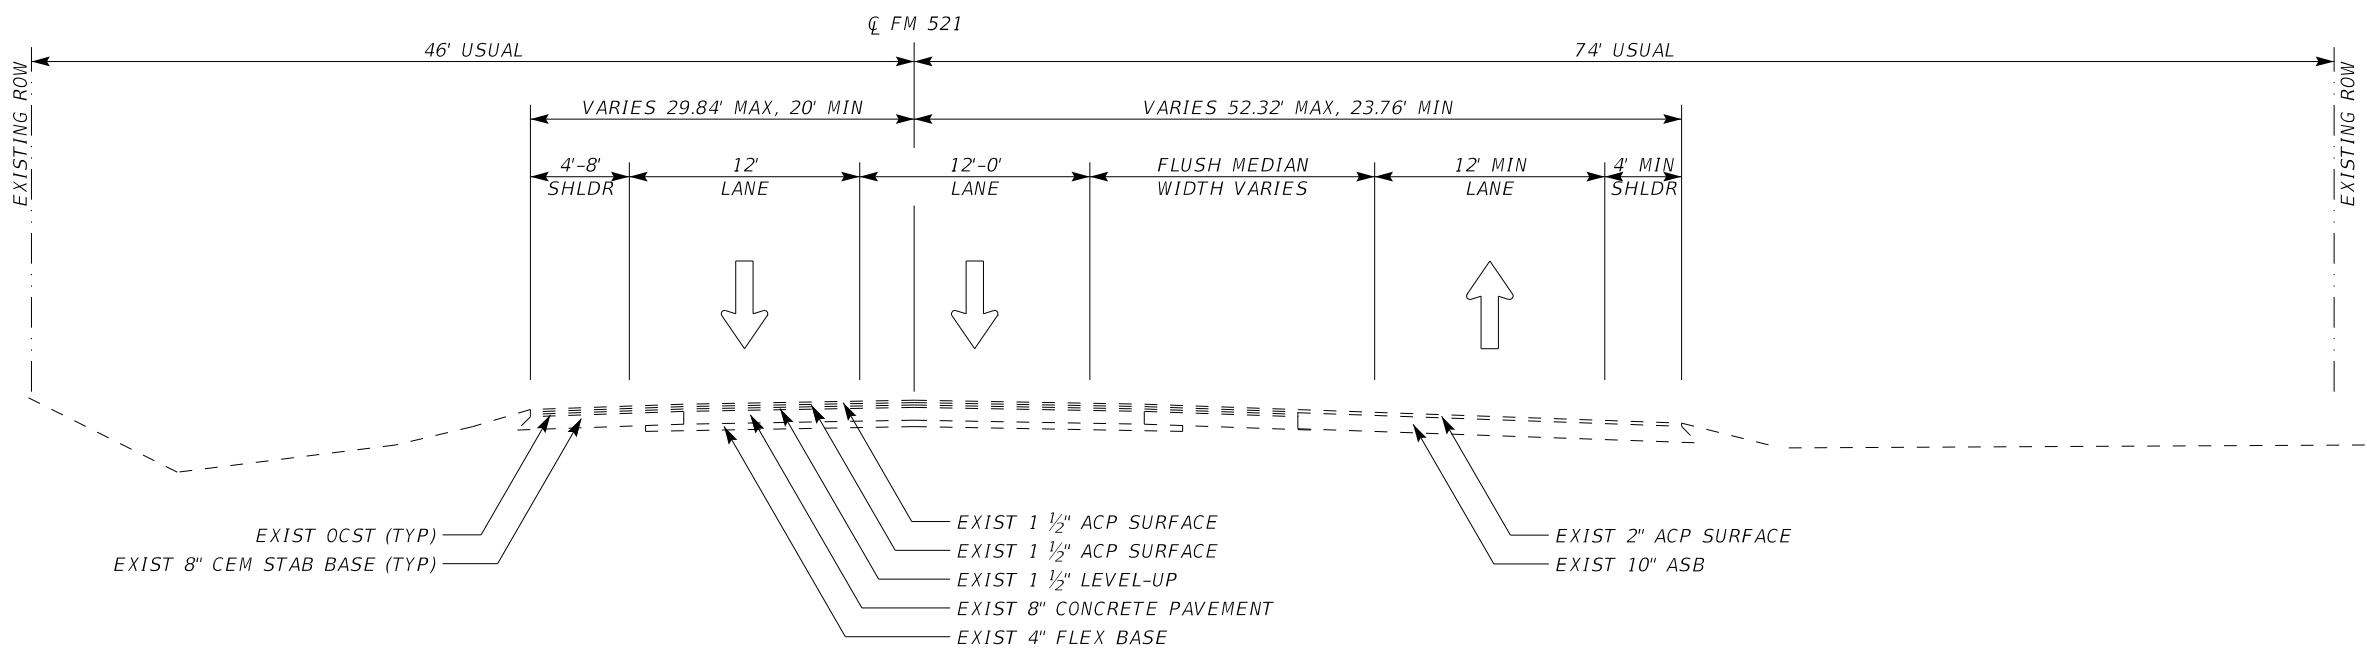 ℄ FM 521
46' USUAL
74' USUAL
EXISTING ROW
EXISTING ROW
VARIES 29.84' MAX, 20' MIN
VARIES 52.32' MAX, 23.76' MIN
4'-8'
SHLDR
12'
LANE
12'-0'
LANE
FLUSH MEDIAN
WIDTH VARIES
12' MIN
LANE
4' MIN
SHLDR
EXIST OCST (TYP)
EXIST 8" CEM STAB BASE (TYP)
EXIST 1 ½" ACP SURFACE
EXIST 1 ½" ACP SURFACE
EXIST 1 ½" LEVEL-UP
EXIST 8" CONCRETE PAVEMENT
EXIST 4" FLEX BASE
EXIST 2" ACP SURFACE
EXIST 10" ASB